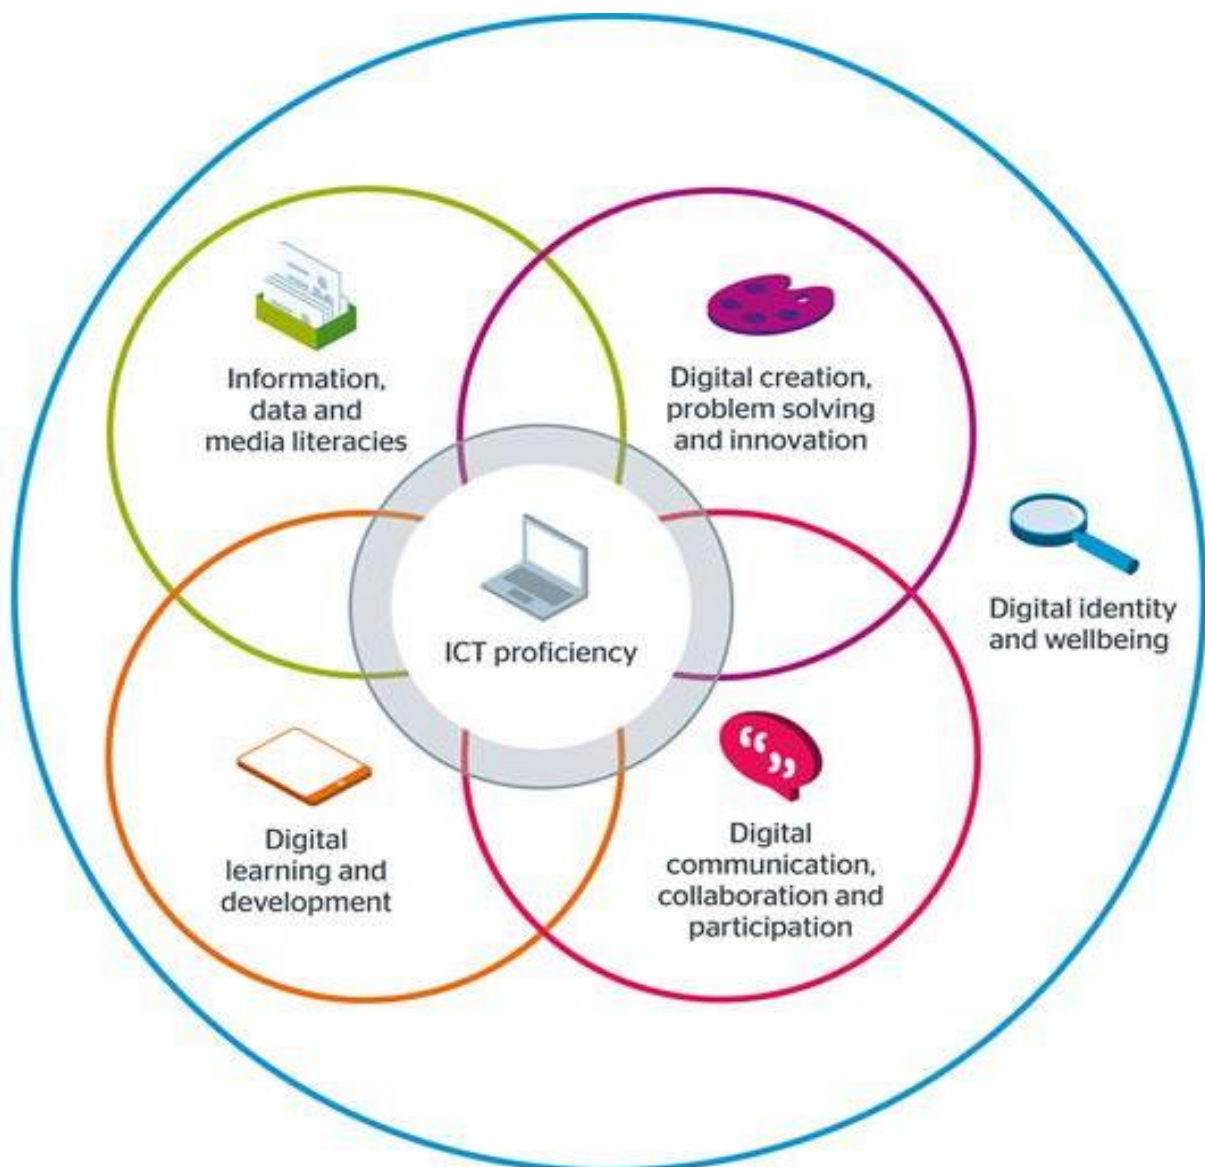 Information,
data and
media literacies
Digital creation,
problem solving
and innovation
Digital identity
and wellbeing
ICT proficiency
Digital
learning and
development
Digital
communication,
collaboration and
participation